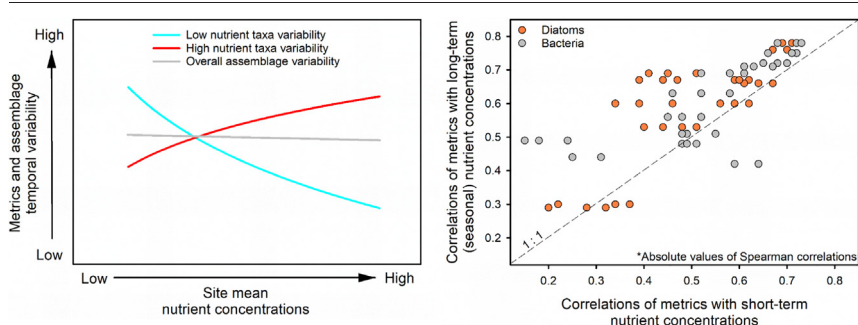 High
Metrics and assemblage
temporal variability
Low
Low nutrient taxa variability
High nutrient taxa variability
Overall assemblage variability
Low
High
Site mean
nutrient concentrations
Correlations of metrics with long-term
(seasonal) nutrient concentrations
0.8
0.7
0.6
0.5
0.4
0.3
0.2
Diatoms
Bacteria
1:1
*Absolute values of Spearman correlations
0.2
0.3
0.4
0.5
0.6
0.7
0.8
Correlations of metrics with short-term
nutrient concentrations